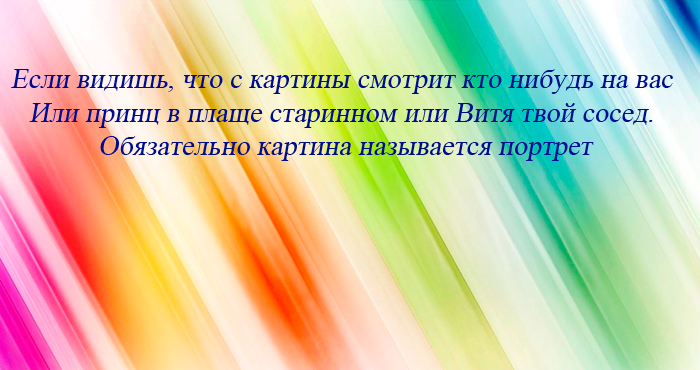 Если видишь, что с картины смотрит кто нибудь на вас
Или принц в плаще старинном или Витя твой сосед.
Обязательно картина называется портрет